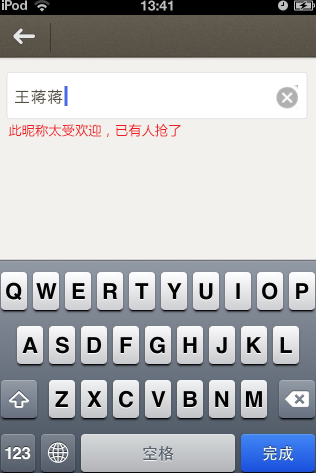 iPod 13:41
王蒋蒋
此昵称太受欢迎，已有人抢了
Q W E R T Y U I O P
A S D F G H J K L
Z X C V B N M
123 空格 完成